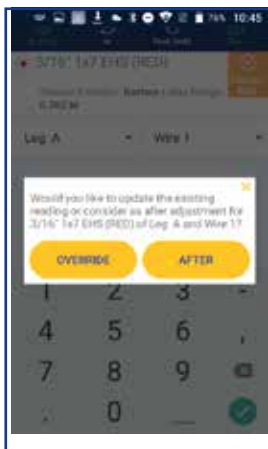 76% 10:45
3/16" 1x7 EHS (RED)
Leg A Wire 1
Would you like to update the existing
reading or consider as after adjustment for
3/16" 1x7 EHS (RED) of Leg: A and Wire 1?
OVERRIDE AFTER
1 2 3 -
4 5 6 ,
7 8 9
. 0 _